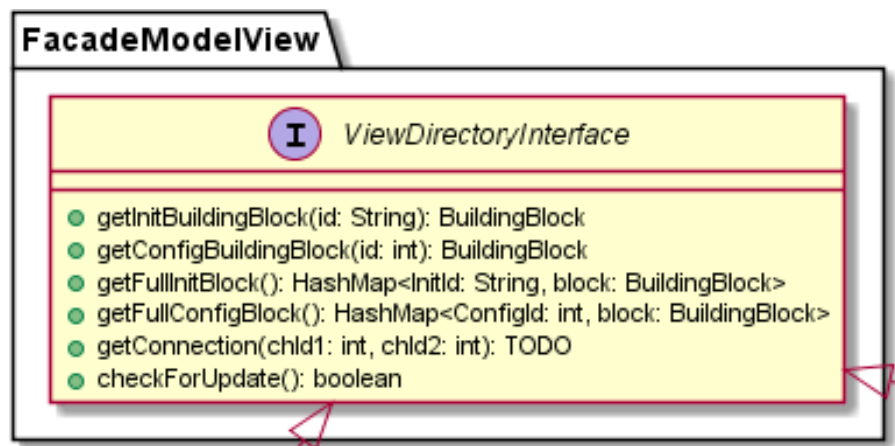 FacadeModelView
I ViewDirectoryInterface
getInitBuildingBlock(id: String): BuildingBlock
getConfigBuildingBlock(id: int): BuildingBlock
getFullInitBlock(): HashMap<InitId: String, block: BuildingBlock>
getFullConfigBlock(): HashMap<ConfigId: int, block: BuildingBlock>
getConnection(chId1: int, chId2: int): TODO
checkForUpdate(): boolean